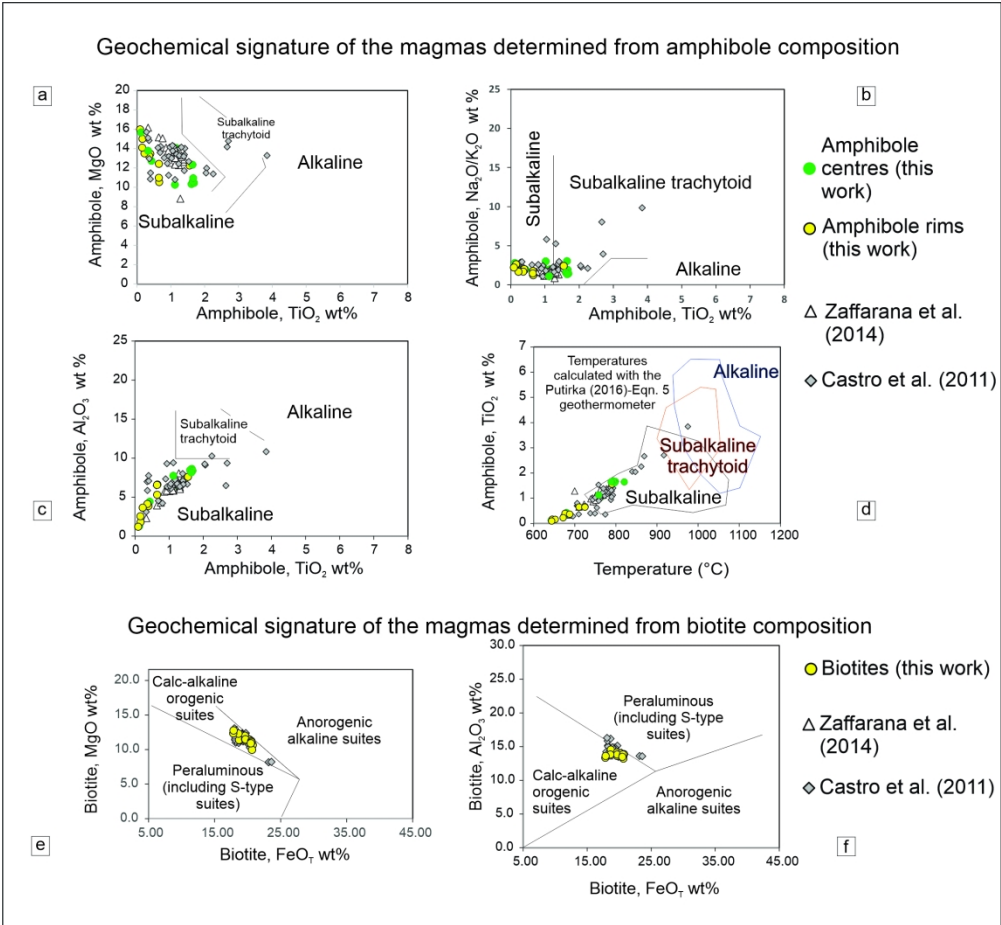 Geochemical signature of the magmas determined from amphibole composition
a
20
18
16
14
12
10
8
6
4
2
0
Amphibole, MgO wt %
0 1 2 3 4 5 6 7 8
Amphibole, TiO₂ wt%
Subalkaline
trachytoid
Alkaline
Subalkaline
b
25
20
15
10
5
0
Amphibole, Na₂O/K₂O wt %
0 1 2 3 4 5 6 7 8
Amphibole, TiO₂ wt%
Subalkaline
Subalkaline trachytoid
Alkaline
Amphibole
centres (this
work)
Amphibole rims
(this work)
Zaffarana et al.
(2014)
Castro et al. (2011)
c
25
20
15
10
5
0
Amphibole, Al₂O₃ wt %
0 1 2 3 4 5 6 7 8
Amphibole, TiO₂ wt%
Subalkaline
trachytoid
Alkaline
Subalkaline
d
7
6
5
4
3
2
1
0
Amphibole, TiO₂ wt %
600 700 800 900 1000 1100 1200
Temperature (°C)
Temperatures
calculated with the
Putirka (2016)-Eqn. 5
geothermometer
Alkaline
Subalkaline
trachytoid
Subalkaline
Geochemical signature of the magmas determined from biotite composition
e
20.0
15.0
10.0
5.0
0.0
Biotite, MgO wt%
5.00 15.00 25.00 35.00 45.00
Biotite, FeOT wt%
Calc-alkaline
orogenic
suites
Anorogenic
alkaline suites
Peraluminous
(including S-type
suites)
f
30.0
25.0
20.0
15.0
10.0
5.0
0.0
Biotite, Al₂O₃ wt%
5.00 15.00 25.00 35.00 45.00
Biotite, FeOT wt%
Peraluminous
(including S-type
suites)
Calc-alkaline
orogenic
suites
Anorogenic
alkaline suites
Biotites (this work)
Zaffarana et al.
(2014)
Castro et al. (2011)